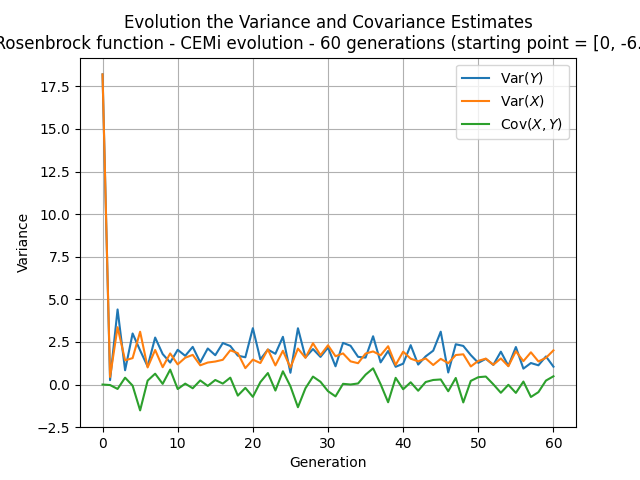 Evolution the Variance and Covariance Estimates
Rosenbrock function - CEMi evolution - 60 generations (starting point = [0, -6.
17.5
15.0
12.5
10.0
7.5
5.0
2.5
0.0
−2.5
Variance
Var(Y)
Var(X)
Cov(X, Y)
0 10 20 30 40 50 60
Generation